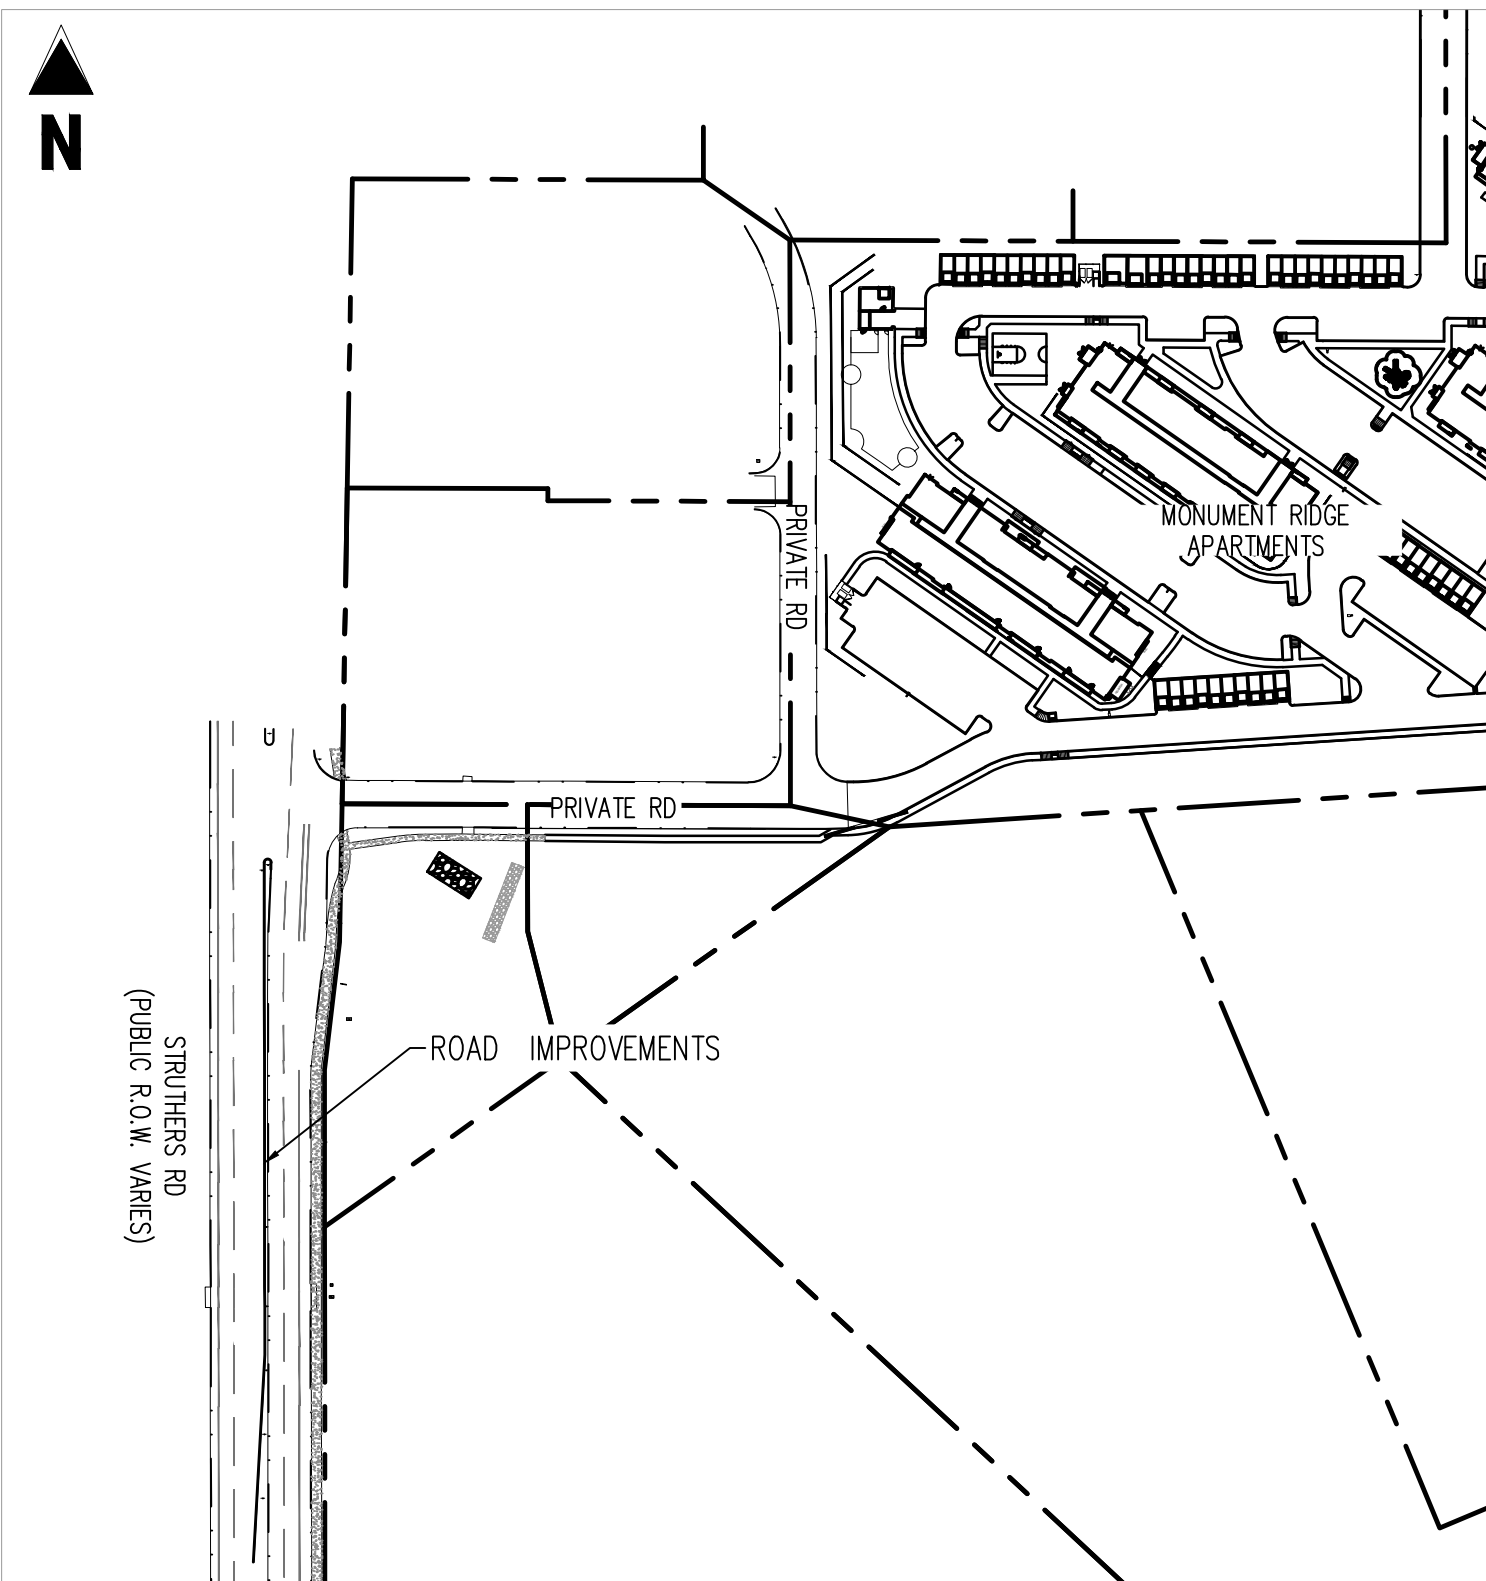 N
MONUMENT RIDGE
APARTMENTS
PRIVATE RD
PRIVATE RD
ROAD IMPROVEMENTS
STRUTHERS RD
(PUBLIC R.O.W. VARIES)